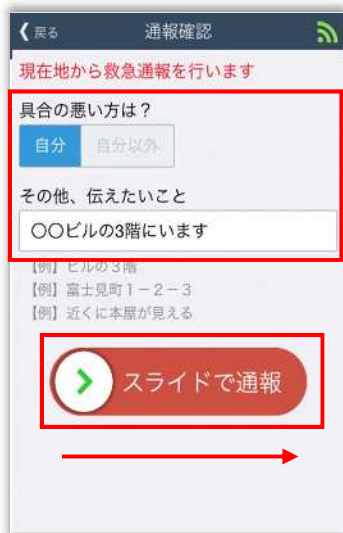 戻る 通報確認
現在地から救急通報を行います
具合の悪い方は？
自分 自分以外
その他、伝えたいこと
〇〇ビルの3階にいます
【例】ビルの３階
【例】富士見町１－２－３
【例】近くに本屋が見える
スライドで通報